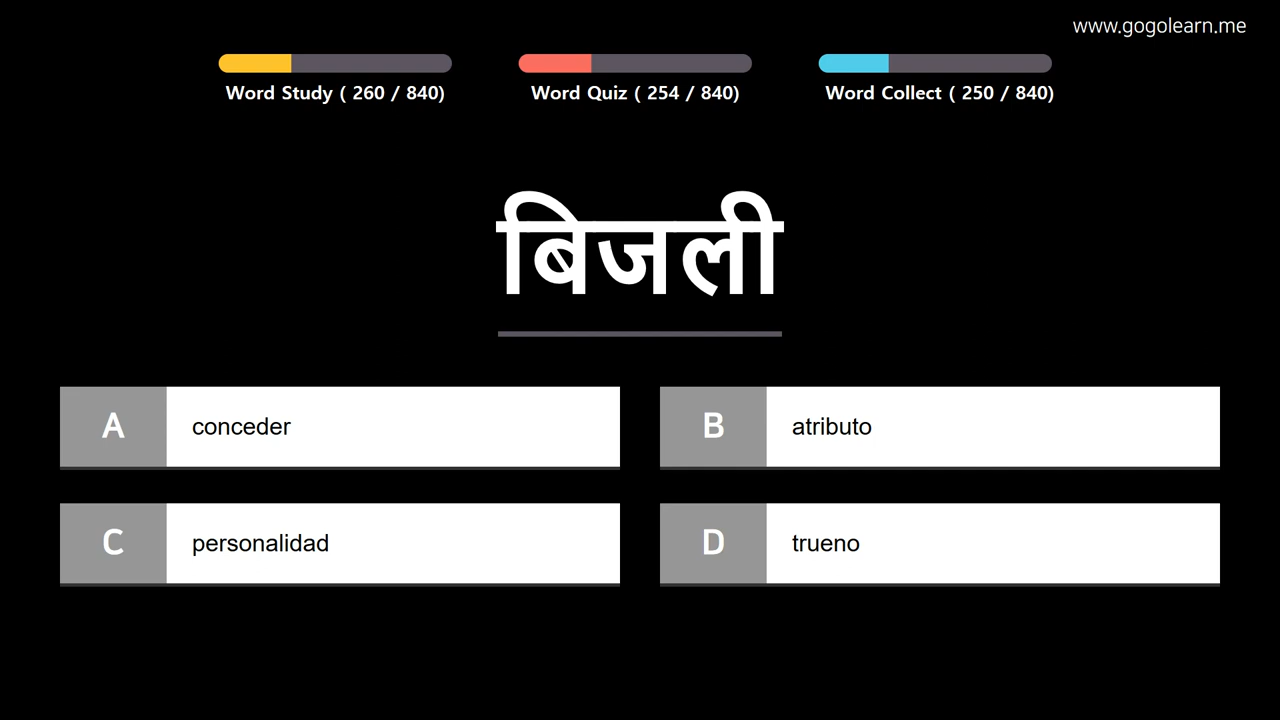 www.gogolearn.me
Word Study ( 260 / 840)
Word Quiz ( 254 / 840)
Word Collect ( 250 / 840)
बिजली
A
conceder
B
atributo
C
personalidad
D
trueno